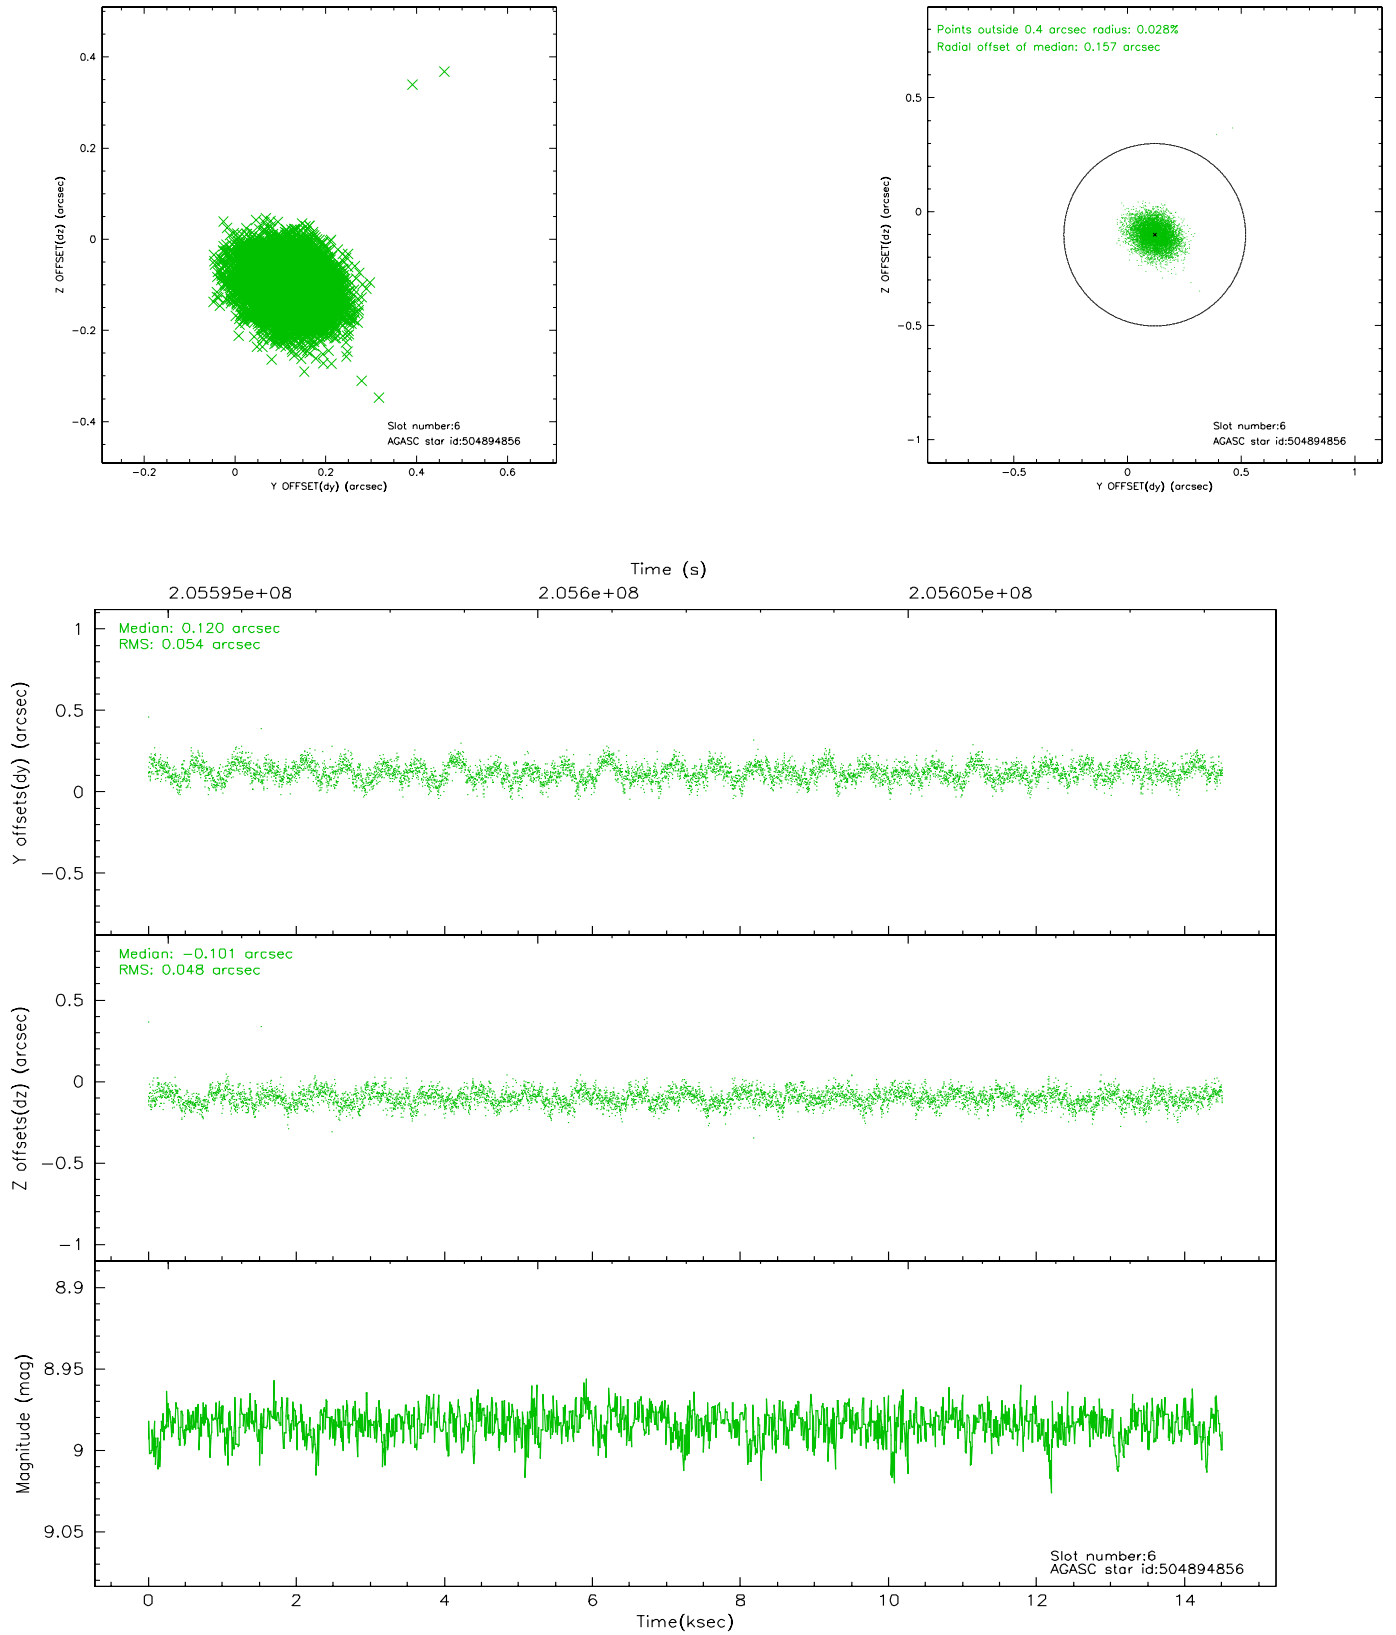 Points outside 0.4 arcsec radius: 0.028%
Radial offset of median: 0.157 arcsec
0.4
0.2
0
−0.2
−0.4
Z OFFSET(dz) (arcsec)
Slot number:6
AGASC star id:504894856
−0.2
0
0.2
0.4
0.6
Y OFFSET(dy) (arcsec)
0.5
0
−0.5
−1
Z OFFSET(dz) (arcsec)
Slot number:6
AGASC star id:504894856
−0.5
0
0.5
1
Y OFFSET(dy) (arcsec)
Time (s)
2.05595e+08
2.056e+08
2.05605e+08
Median: 0.120 arcsec
RMS: 0.054 arcsec
1
0.5
0
−0.5
Y offsets(dy) (arcsec)
Median: −0.101 arcsec
RMS: 0.048 arcsec
0.5
0
−0.5
−1
Z offsets(dz) (arcsec)
8.9
8.95
9
9.05
Magnitude (mag)
Slot number:6
AGASC star id:504894856
0
2
4
6
8
10
12
14
Time(ksec)